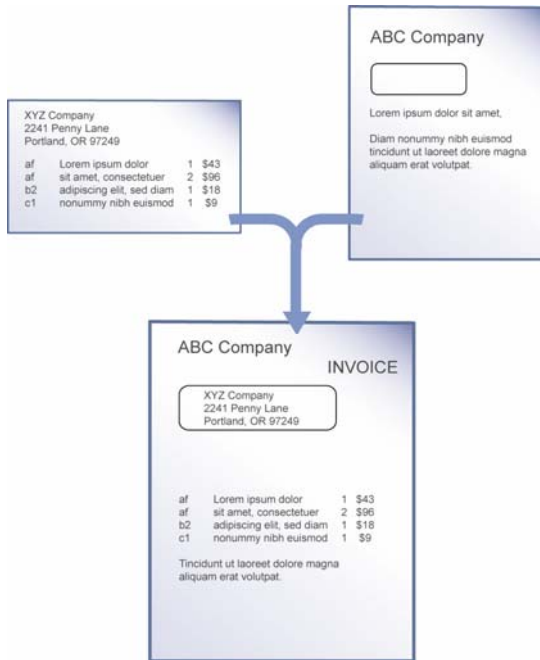 ABC Company
Lorem ipsum dolor sit amet,
Diam nonummy nibh euismod
tincidunt ut laoreet dolore magna
aliquam erat volutpat.
XYZ Company
2241 Penny Lane
Portland, OR 97249
af Lorem ipsum dolor 1 $43
af sit amet, consectetuer 2 $96
b2 adipiscing elit, sed diam 1 $18
c1 nonummy nibh euismod 1 $9
ABC Company
INVOICE
XYZ Company
2241 Penny Lane
Portland, OR 97249
af Lorem ipsum dolor 1 $43
af sit amet, consectetuer 2 $96
b2 adipiscing elit, sed diam 1 $18
c1 nonummy nibh euismod 1 $9
Tincidunt ut laoreet dolore magna
aliquam erat volutpat.